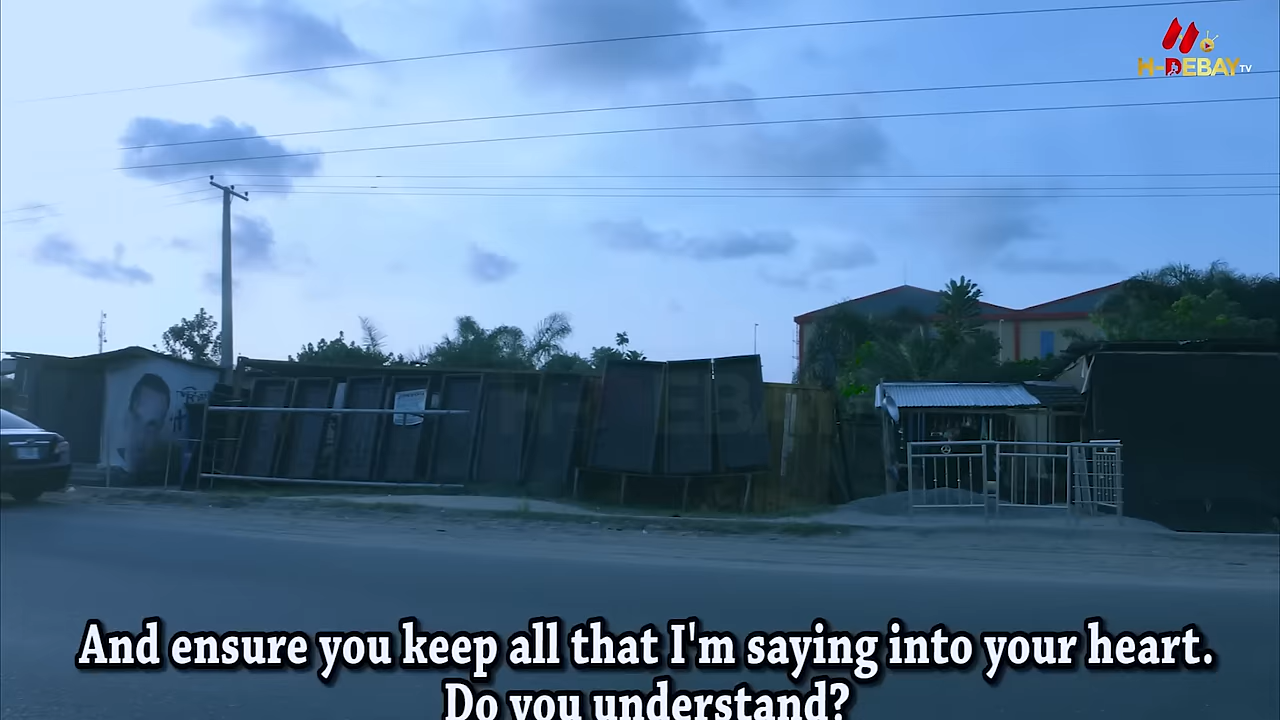 H-DEBAY TV
And ensure you keep all that I'm saying into your heart.
Do you understand?